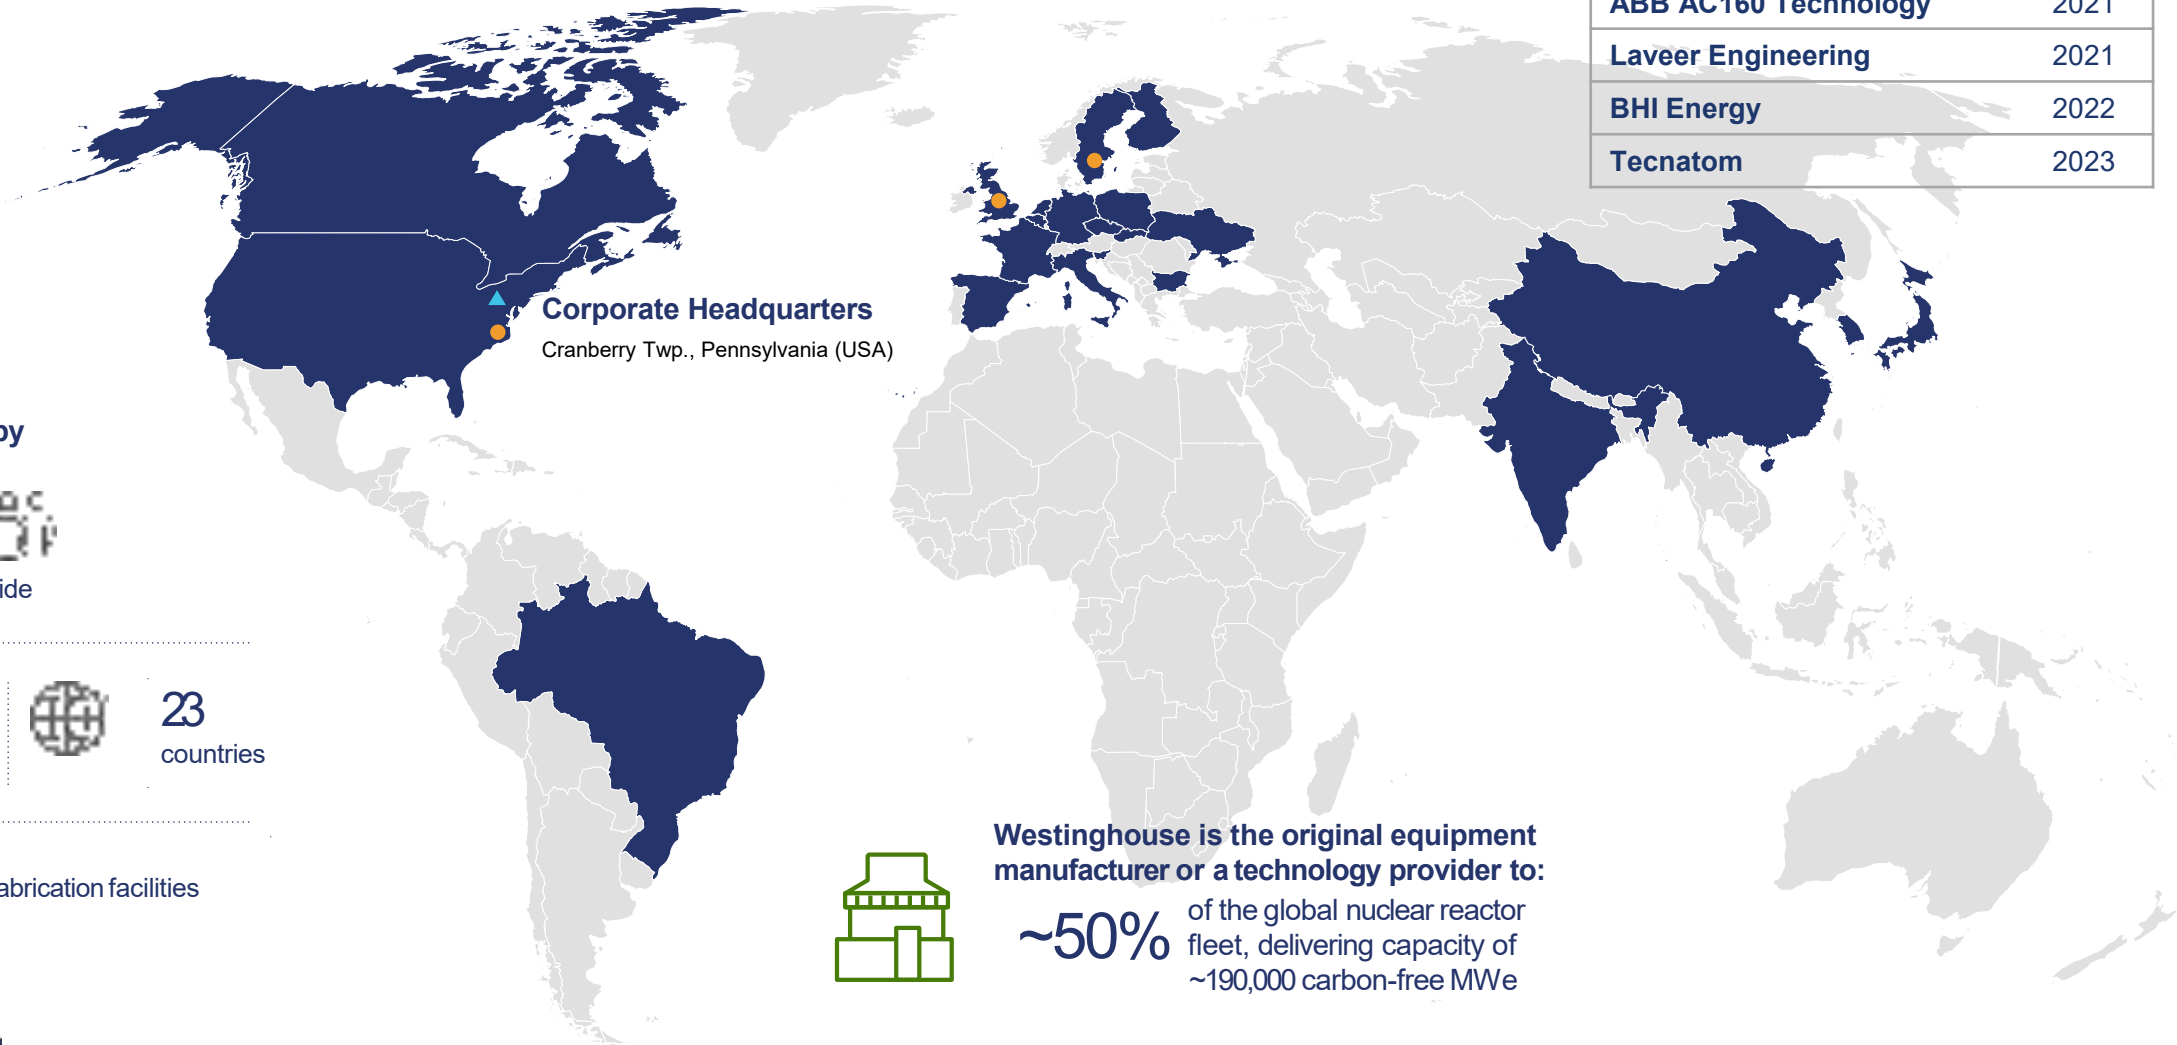 ABB AC160 Technology 2021
Laveer Engineering 2021
BHI Energy 2022
Tecnatom 2023
Corporate Headquarters
Cranberry Twp., Pennsylvania (USA)
by
ide
23
countries
abrication facilities
Westinghouse is the original equipment
manufacturer or a technology provider to:
~50%
of the global nuclear reactor
fleet, delivering capacity of
~190,000 carbon-free MWe